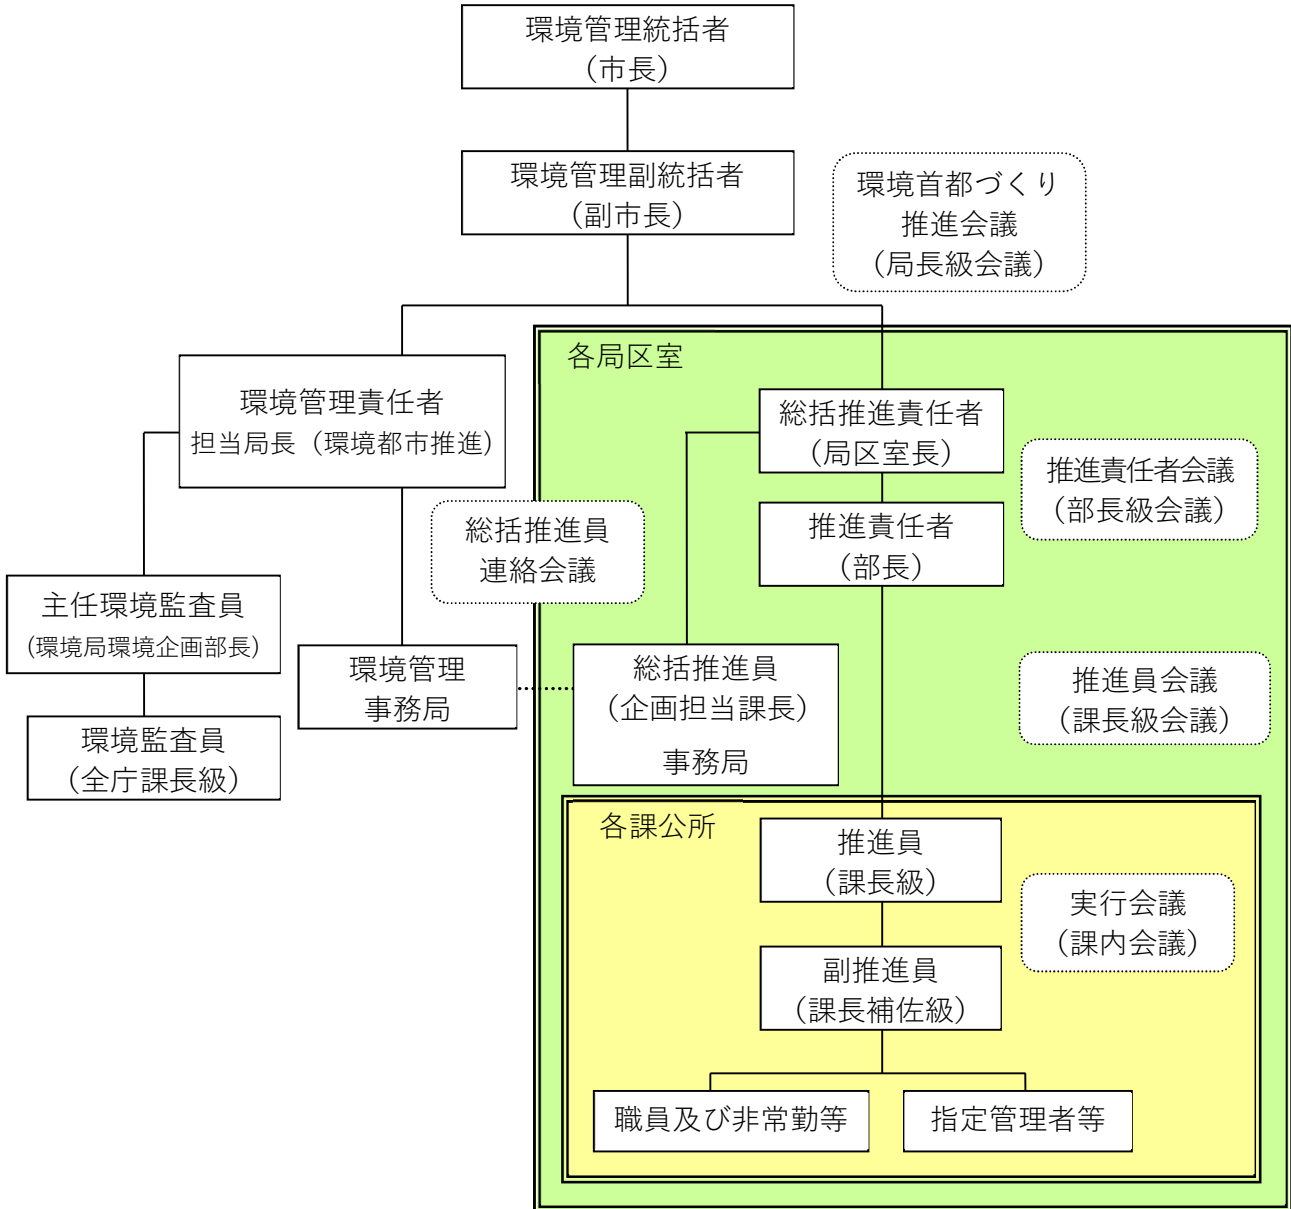 環境管理統括者
（市長）
環境管理副統括者
（副市長）
環境首都づくり
推進会議
（局長級会議）
各局区室
環境管理責任者
担当局長（環境都市推進）
総括推進責任者
（局区室長）
推進責任者会議
（部長級会議）
総括推進員
連絡会議
推進責任者
（部長）
主任環境監査員
（環境局環境企画部長）
環境管理
事務局
総括推進員
（企画担当課長）
事務局
推進員会議
（課長級会議）
環境監査員
（全庁課長級）
各課公所
推進員
（課長級）
実行会議
（課内会議）
副推進員
（課長補佐級）
職員及び非常勤等
指定管理者等